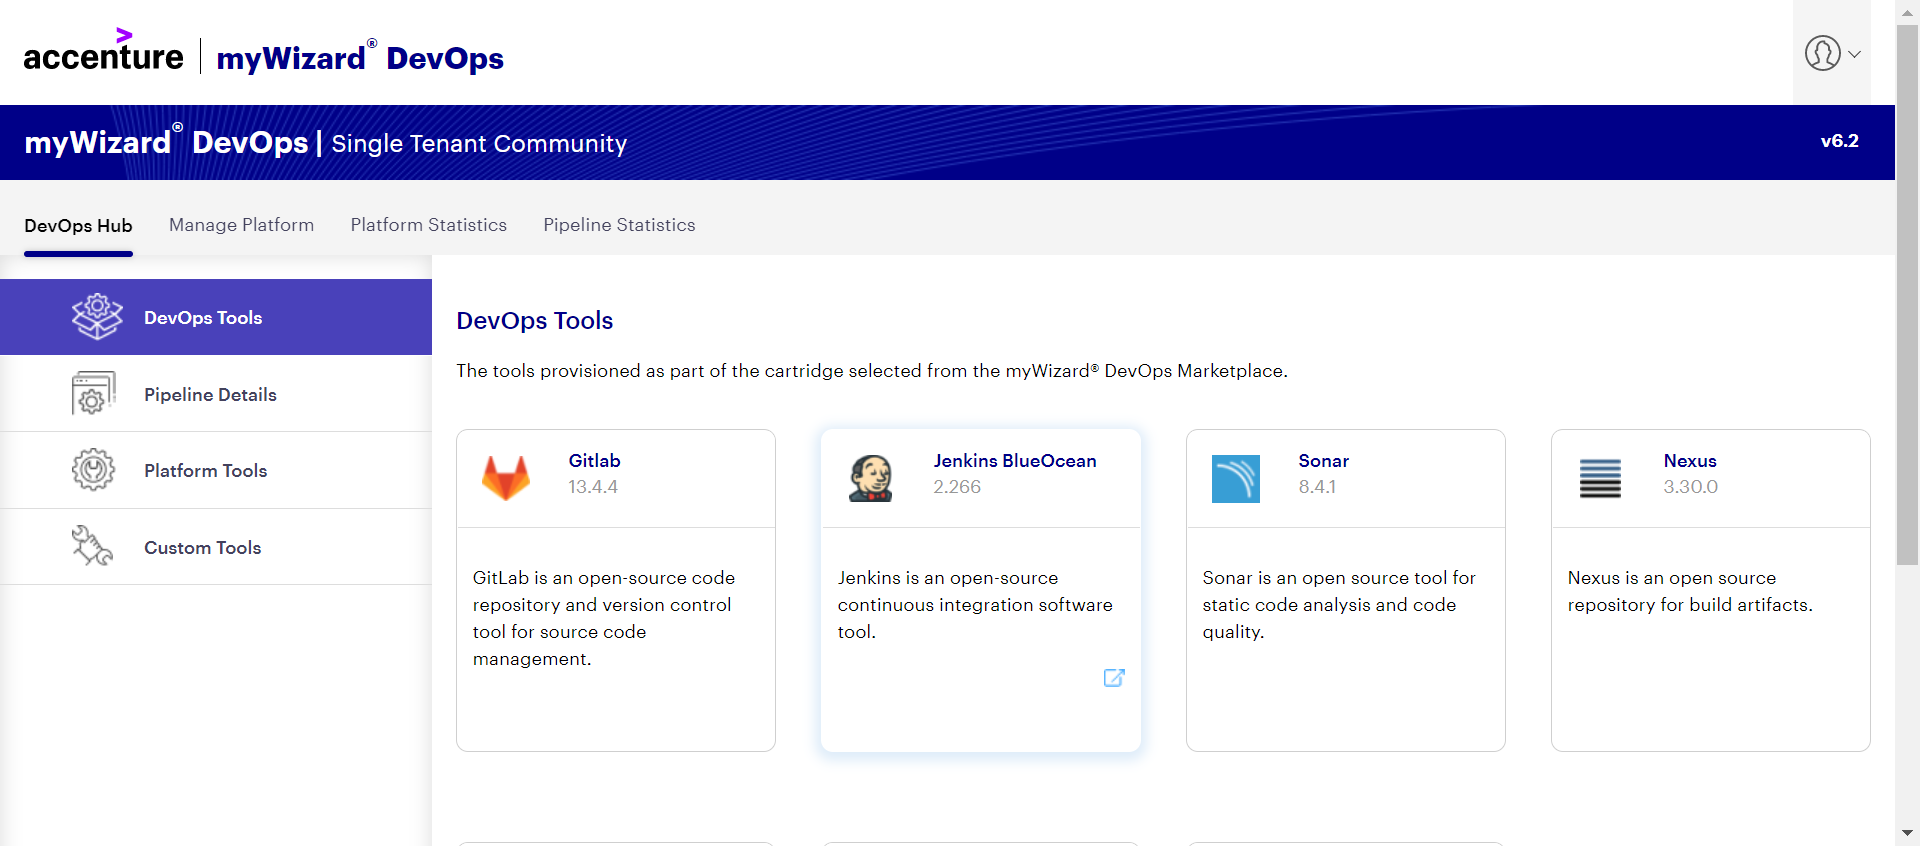 accenture
myWizard® DevOps
myWizard® DevOps | Single Tenant Community
v6.2
DevOps Hub
Manage Platform
Platform Statistics
Pipeline Statistics
DevOps Tools
Pipeline Details
Platform Tools
Custom Tools
DevOps Tools
The tools provisioned as part of the cartridge selected from the myWizard® DevOps Marketplace.
Gitlab
13.4.4
GitLab is an open-source code
repository and version control
tool for source code
management.
Jenkins BlueOcean
2.266
Jenkins is an open-source
continuous integration software
tool.
Sonar
8.4.1
Sonar is an open source tool for
static code analysis and code
quality.
Nexus
3.30.0
Nexus is an open source
repository for build artifacts.